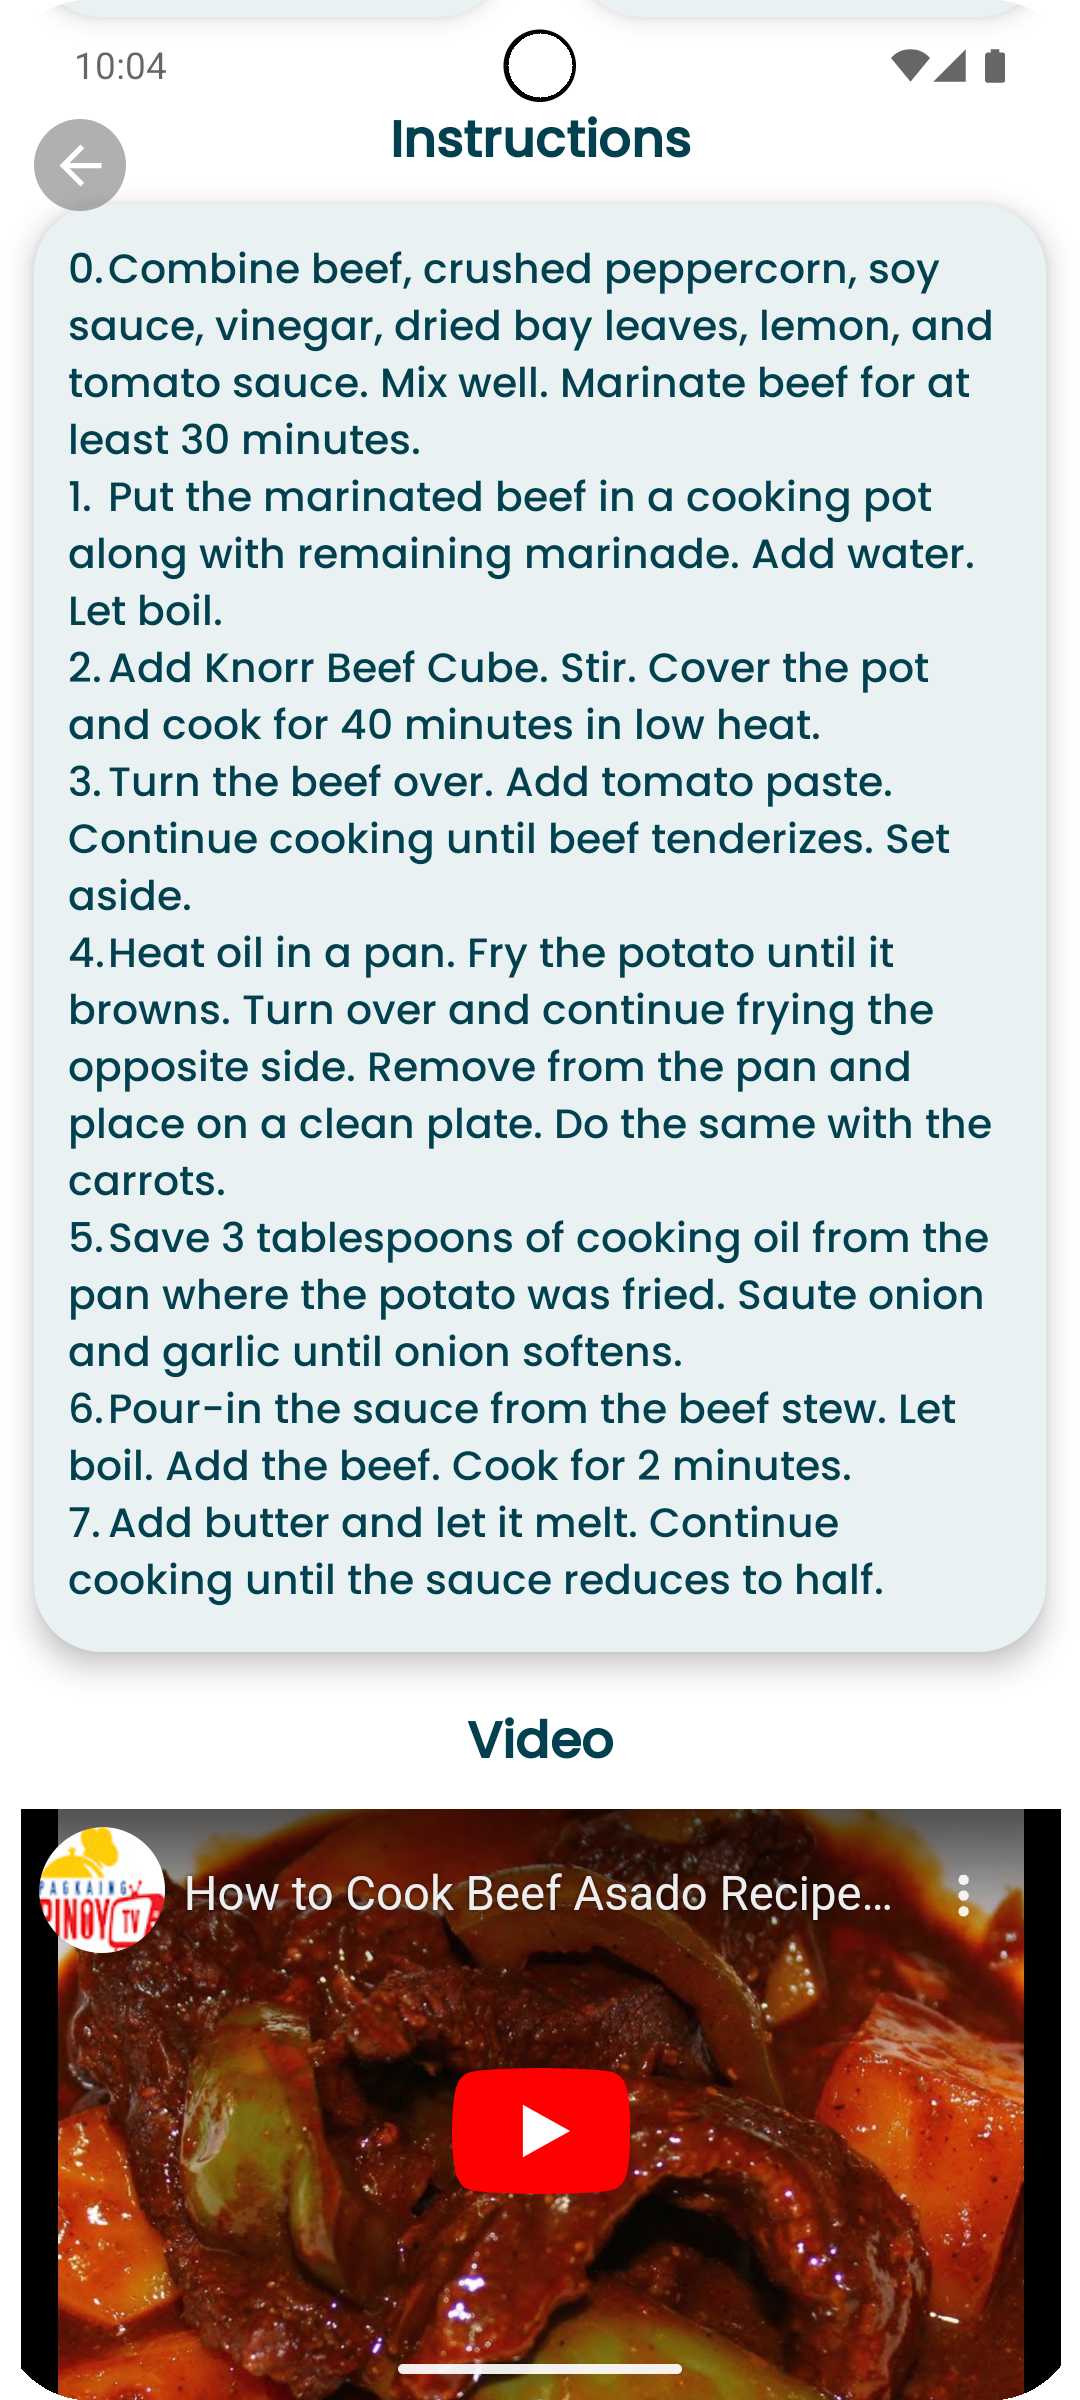 10:04
Instructions
0. Combine beef, crushed peppercorn, soy
sauce, vinegar, dried bay leaves, lemon, and
tomato sauce. Mix well. Marinate beef for at
least 30 minutes.
1. Put the marinated beef in a cooking pot
along with remaining marinade. Add water.
Let boil.
2. Add Knorr Beef Cube. Stir. Cover the pot
and cook for 40 minutes in low heat.
3. Turn the beef over. Add tomato paste.
Continue cooking until beef tenderizes. Set
aside.
4. Heat oil in a pan. Fry the potato until it
browns. Turn over and continue frying the
opposite side. Remove from the pan and
place on a clean plate. Do the same with the
carrots.
5. Save 3 tablespoons of cooking oil from the
pan where the potato was fried. Saute onion
and garlic until onion softens.
6. Pour-in the sauce from the beef stew. Let
boil. Add the beef. Cook for 2 minutes.
7. Add butter and let it melt. Continue
cooking until the sauce reduces to half.
Video
PAGKAING
PINOY TV
How to Cook Beef Asado Recipe...